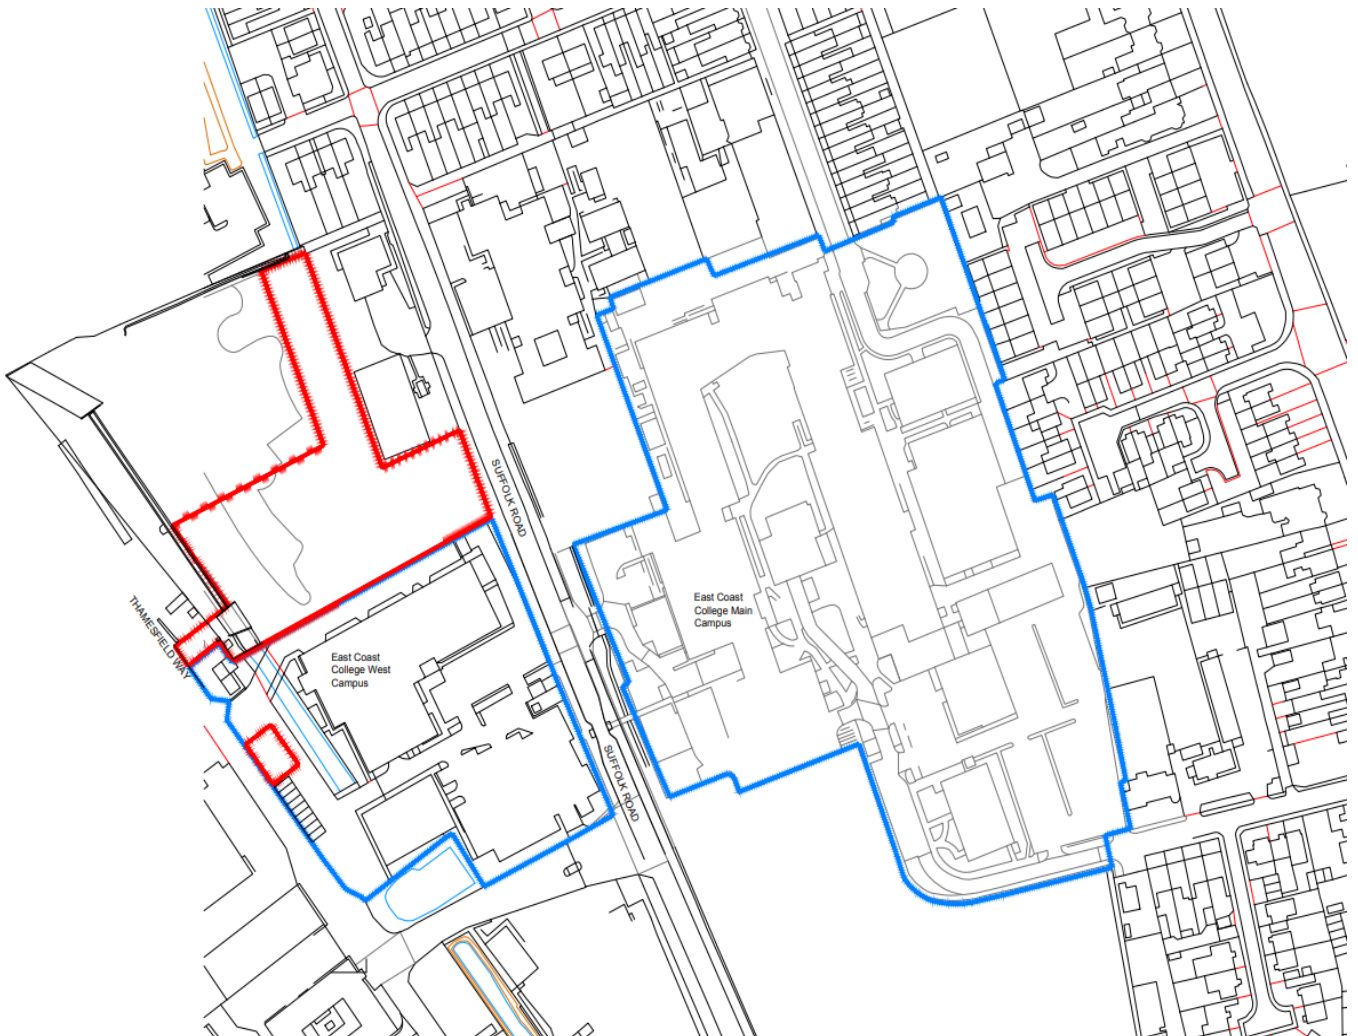 SUFFOLK ROAD
East Coast
College Main
Campus
THAMESFIELD WAY
East Coast
College West
Campus
SUFFOLK ROAD